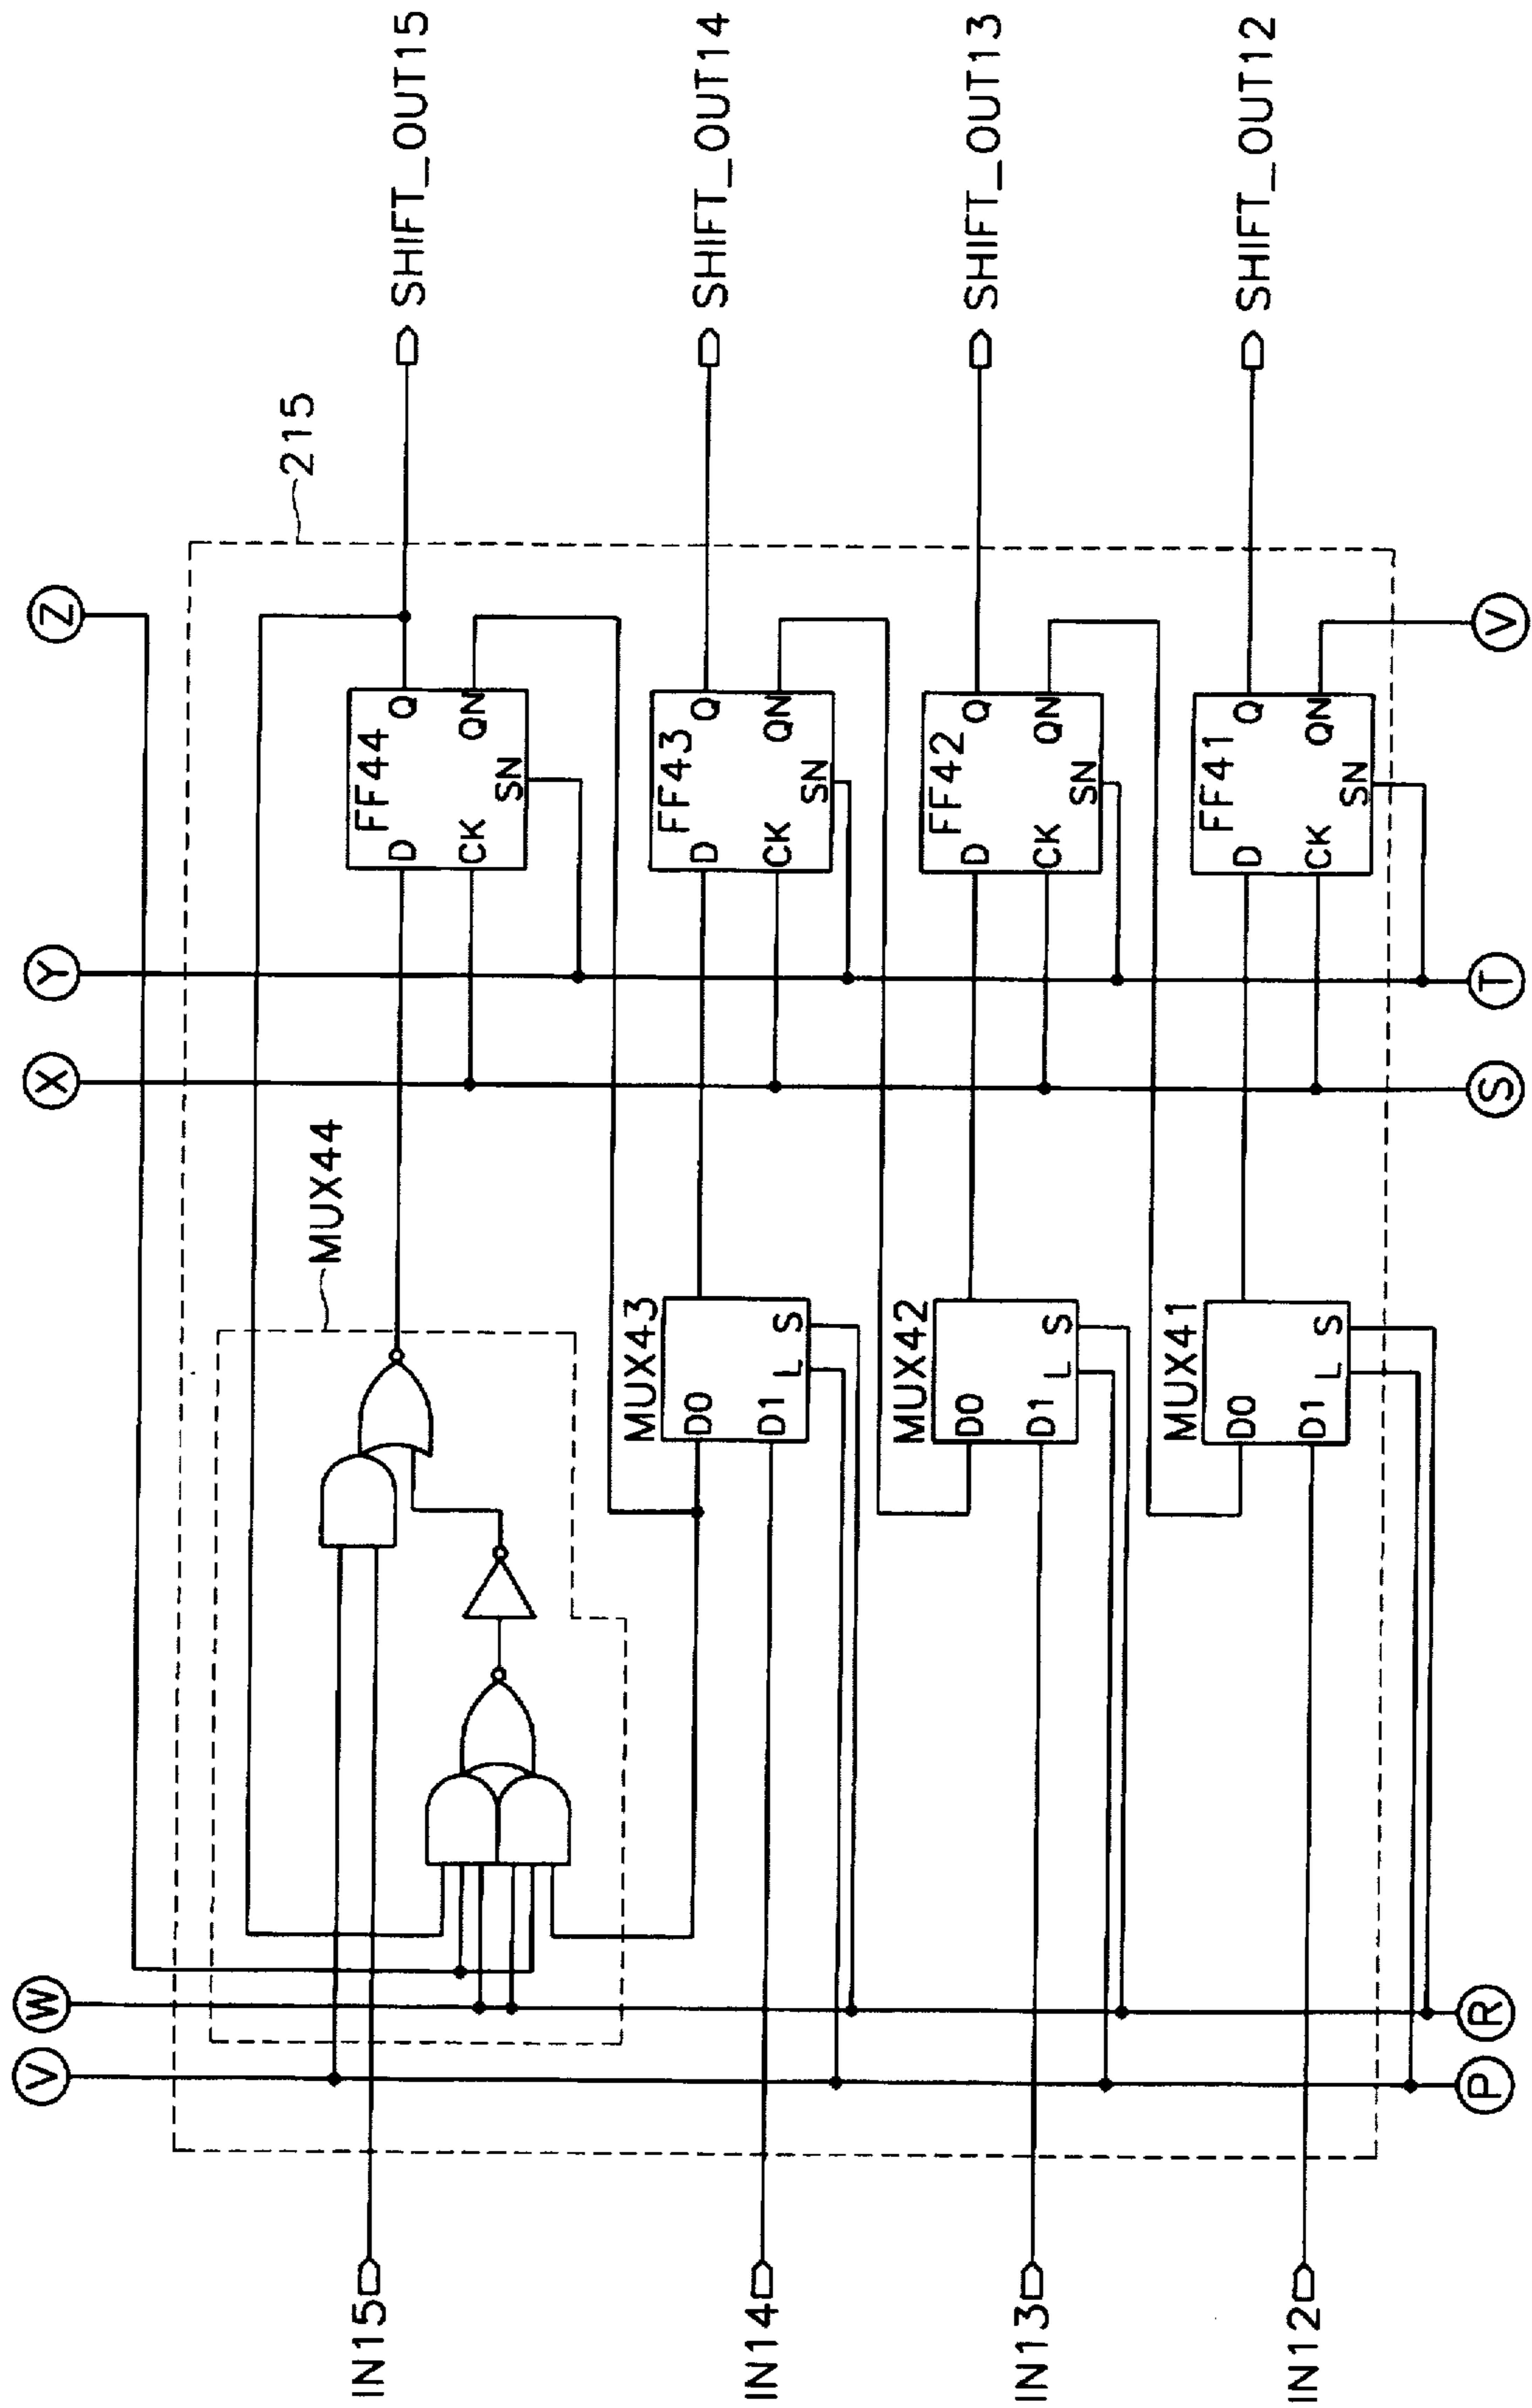 Z
Y
X
W
V
215
MUX44
IN15
FF44
D
Q
CK
QN
SN
SHIFT_OUT15
MUX43
D0
D1
L
S
IN14
FF43
D
Q
CK
QN
SN
SHIFT_OUT14
MUX42
D0
D1
L
S
IN13
FF42
D
Q
CK
QN
SN
SHIFT_OUT13
MUX41
D0
D1
L
S
IN12
FF41
D
Q
CK
QN
SN
SHIFT_OUT12
P
R
S
T
V